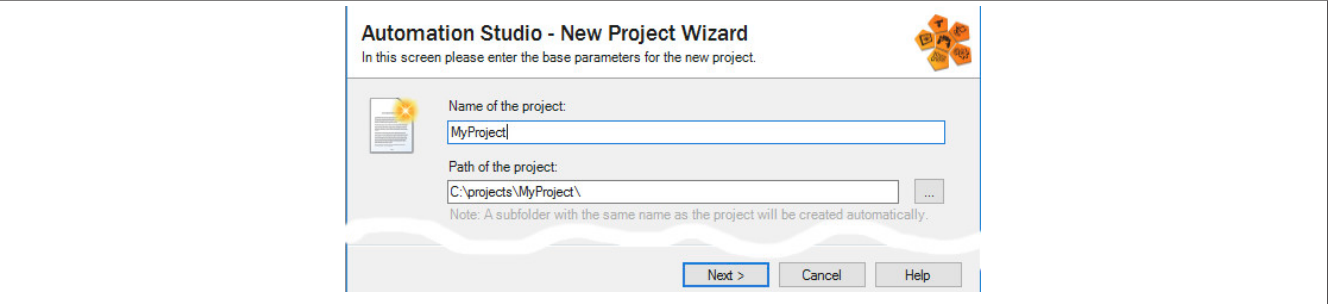 Automation Studio - New Project Wizard
In this screen please enter the base parameters for the new project.
Name of the project:
MyProject
Path of the project:
C:\projects\MyProject\
...
Note: A subfolder with the same name as the project will be created automatically.
Next >
Cancel
Help